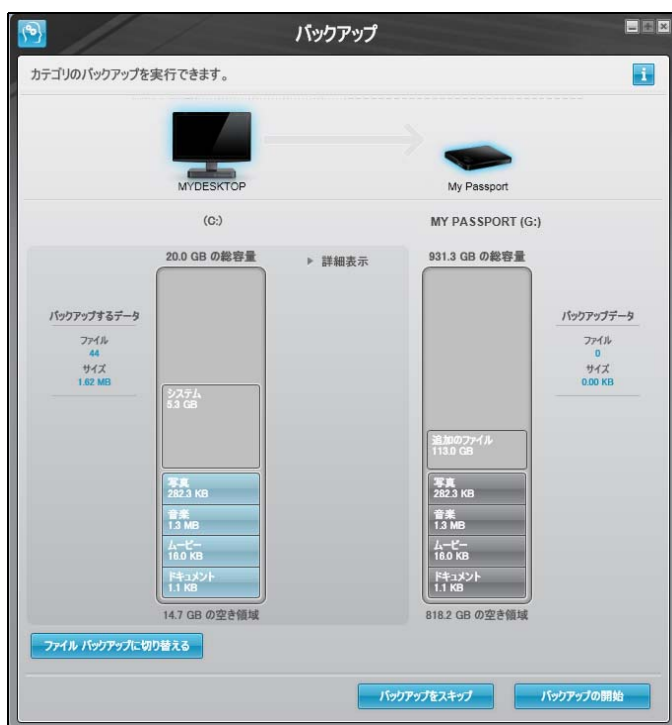 バックアップ
カテゴリのバックアップを実行できます。
MYDESKTOP
My Passport
(C:)
MY PASSPORT (G:)
20.0 GB の総容量
詳細表示
931.3 GB の総容量
バックアップするデータ
ファイル
44
サイズ
1.62 MB
システム
5.3 GB
写真
282.3 KB
音楽
1.3 MB
ムービー
16.0 KB
ドキュメント
1.1 KB
14.7 GB の空き領域
追加のファイル
113.0 GB
写真
282.3 KB
音楽
1.3 MB
ムービー
16.0 KB
ドキュメント
1.1 KB
818.2 GB の空き領域
バックアップデータ
ファイル
0
サイズ
0.00 KB
ファイル バックアップに切り替える
バックアップをスキップ
バックアップの開始